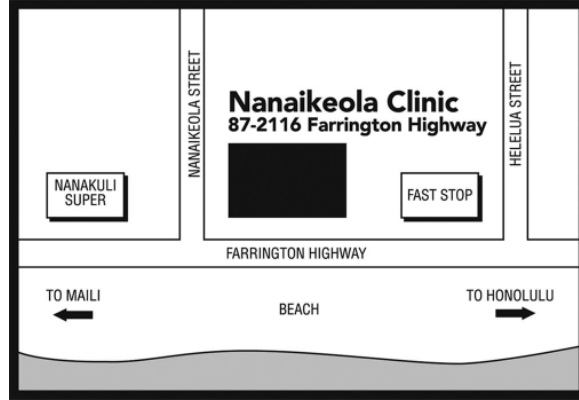 NANAIKEOLA STREET
Nanaikeola Clinic
87-2116 Farrington Highway
HELELUA STREET
NANAKULI
SUPER
FAST STOP
FARRINGTON HIGHWAY
TO MAILI
BEACH
TO HONOLULU